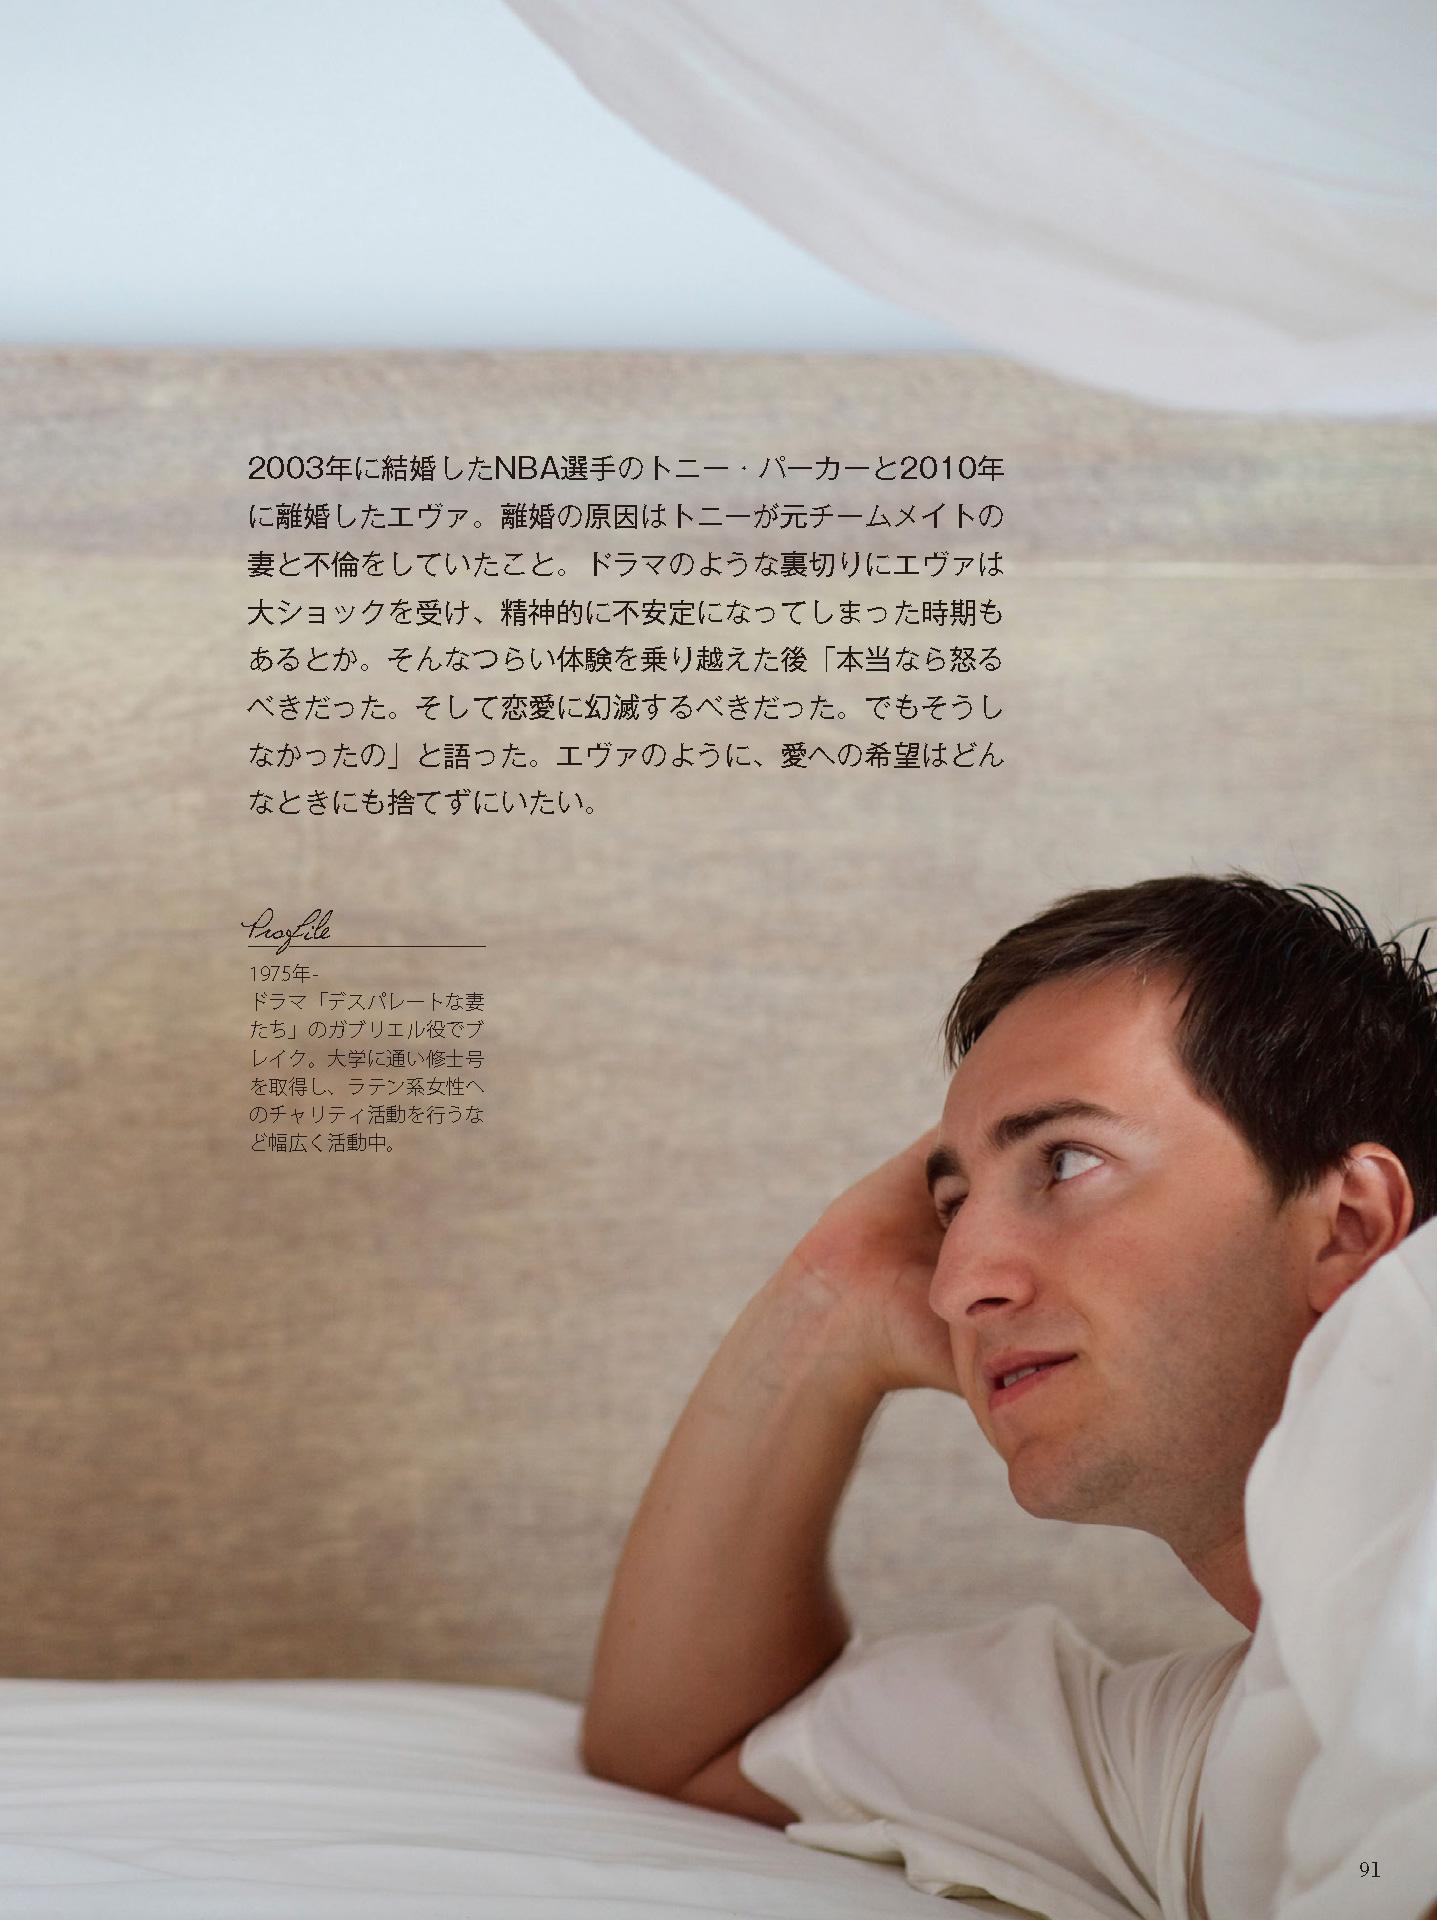 2003年に結婚したNBA選手のトニー・パーカーと2010年
に離婚したエヴァ。離婚の原因はトニーが元チームメイトの
妻と不倫をしていたこと。ドラマのような裏切りにエヴァは
大ショックを受け、精神的に不安定になってしまった時期も
あるとか。そんなつらい体験を乗り越えた後「本当なら怒る
べきだった。そして恋愛に幻滅するべきだった。でもそうし
なかったの」と語った。エヴァのように、愛への希望はどん
なときにも捨てずにいたい。
Profile
1975年-
ドラマ「デスパレートな妻
たち」のガブリエル役でブ
レイク。大学に通い修士号
を取得し、ラテン系女性へ
のチャリティ活動を行うな
ど幅広く活動中。
91